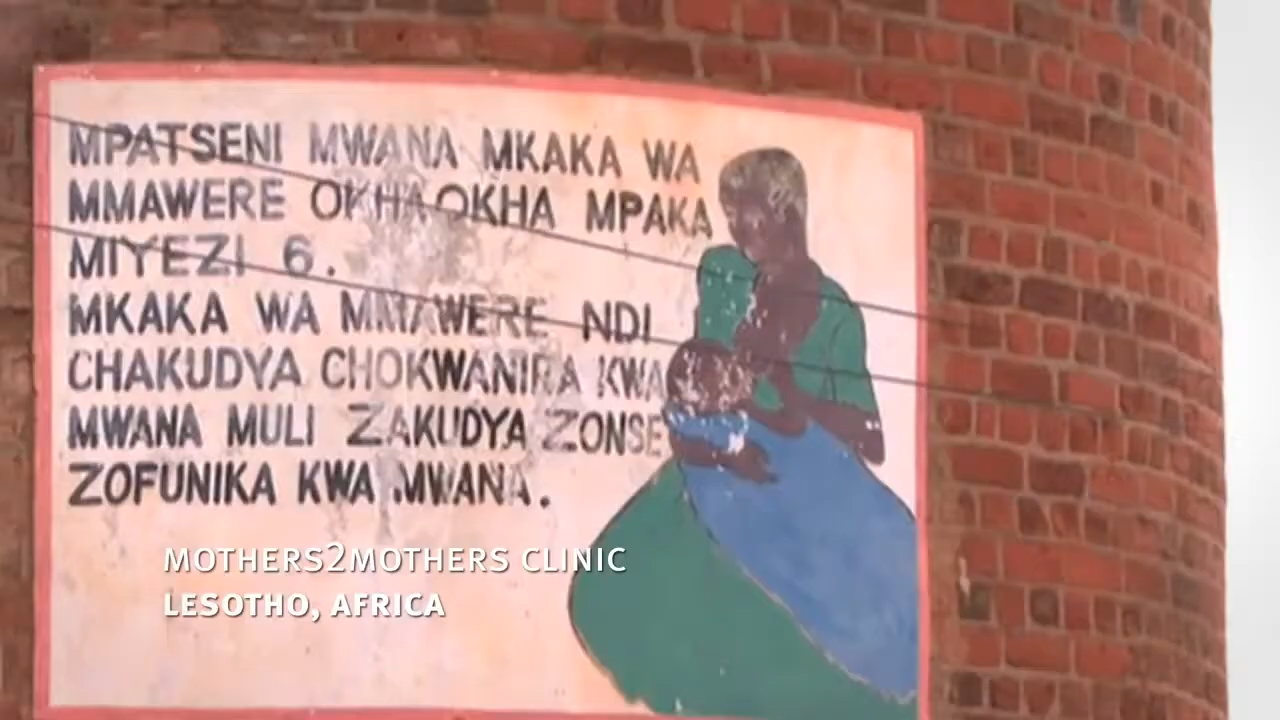 MPATSENI MWANA MKAKA WA
MMAWERE OKHAOKHA MPAKA
MIYEZI 6.
MKAKA WA MMAWERE NDI
CHAKUDYA CHOKWANIRA KWA
MWANA MULI ZAKUDYA ZONSE
ZOFUNIKA KWA MWANA.
MOTHERS2MOTHERS CLINIC
LESOTHO, AFRICA